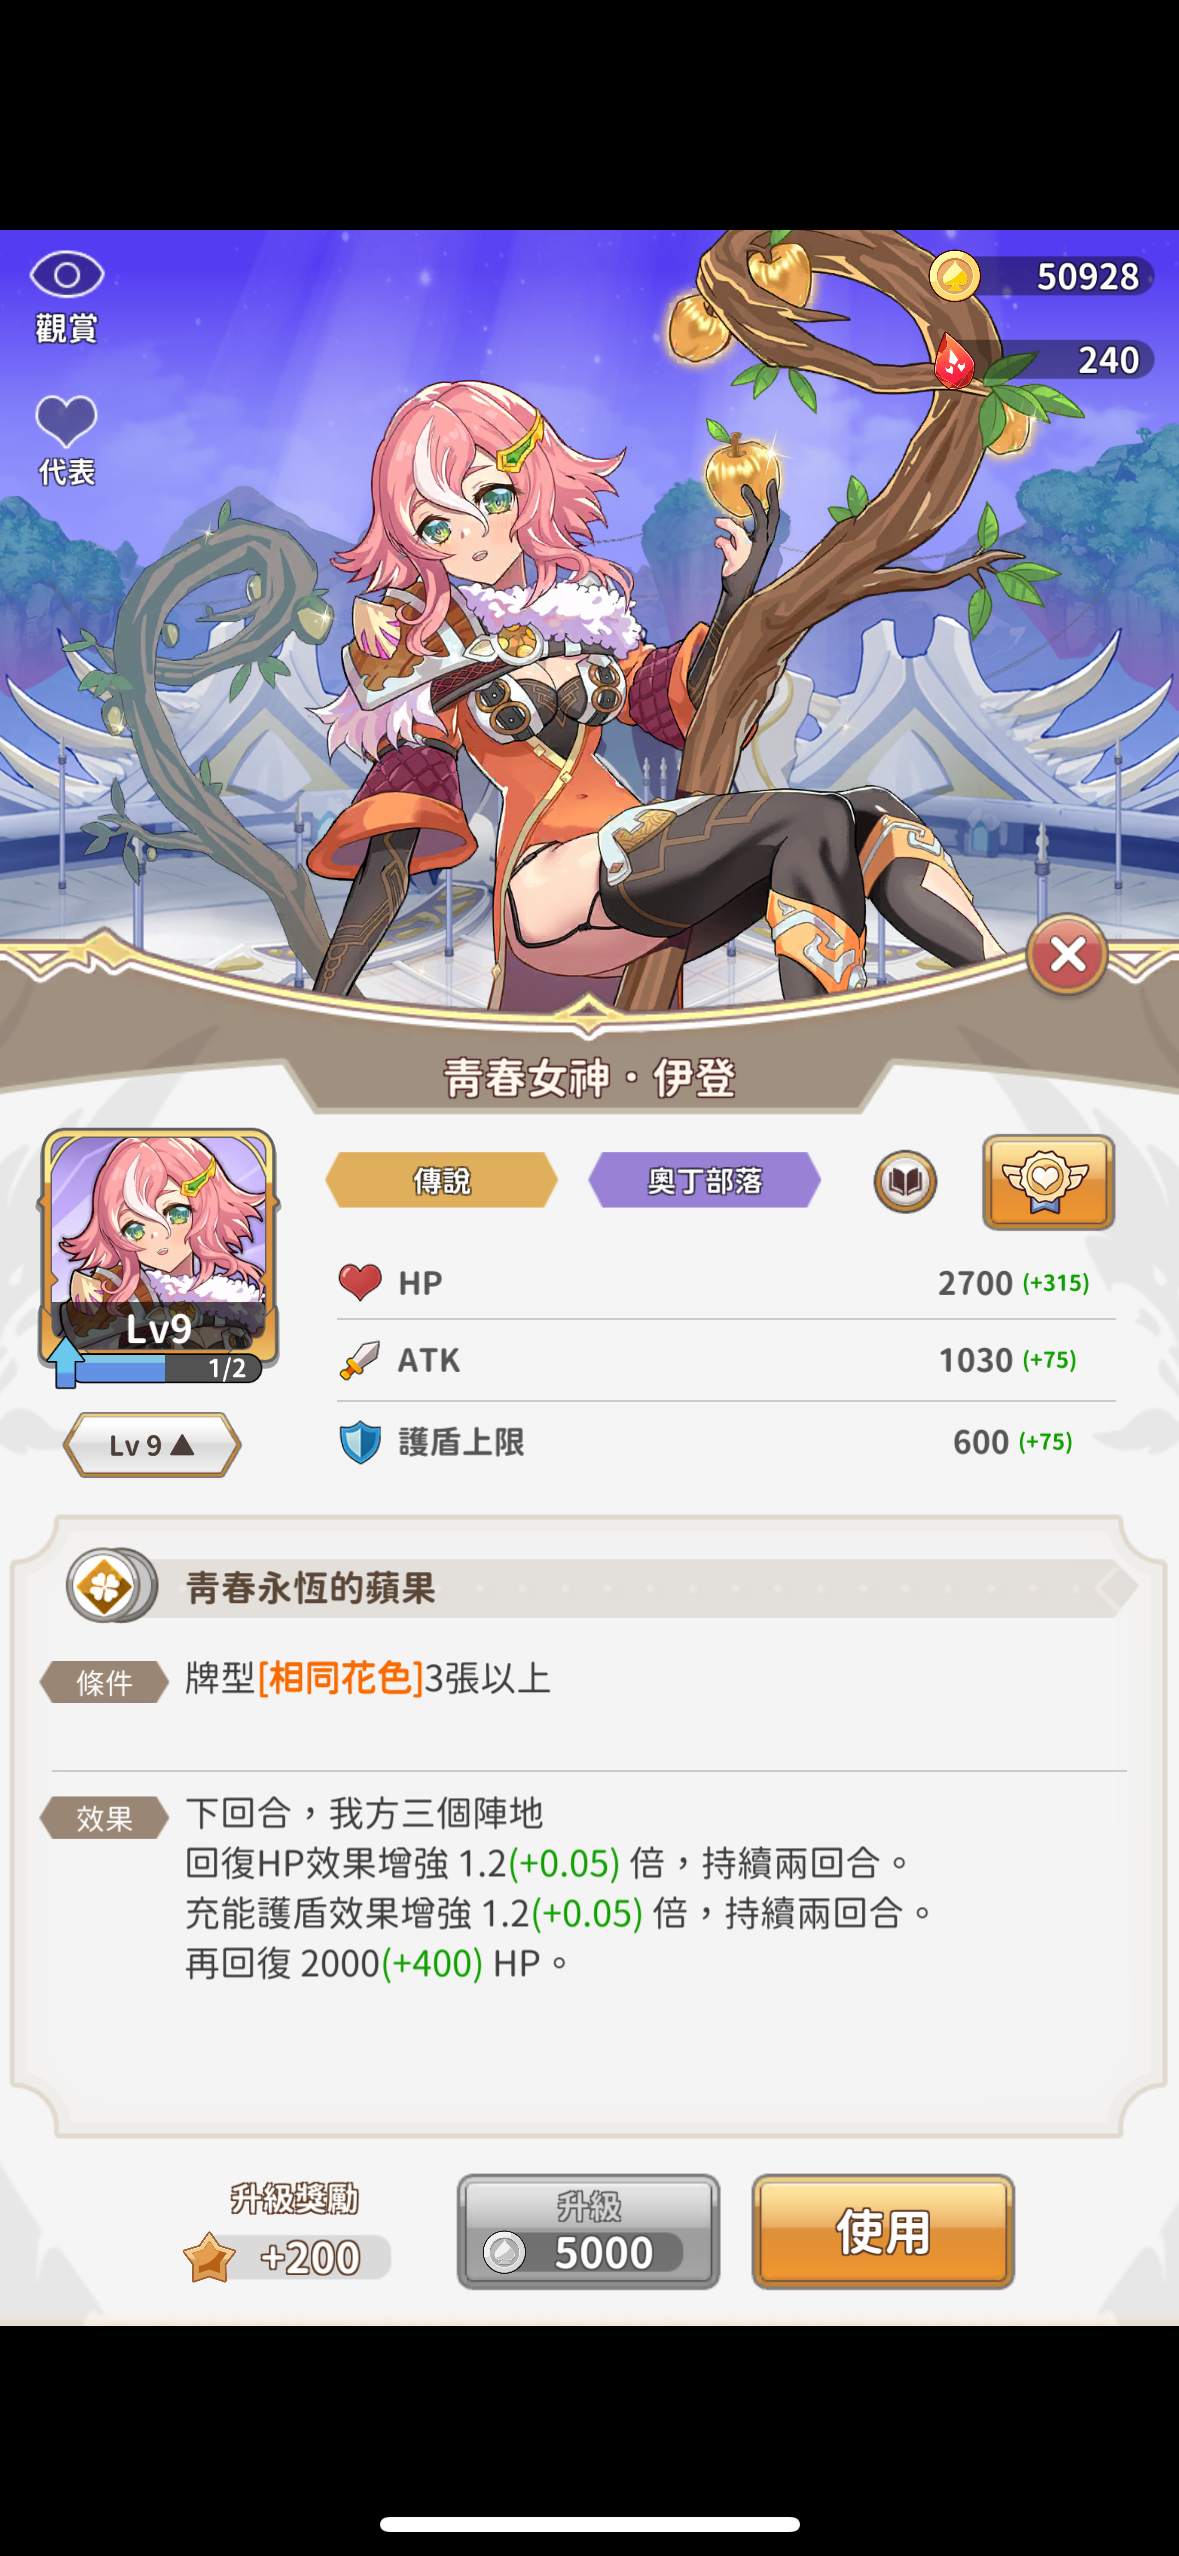 觀賞
50928
代表
240
青春女神·伊登
傳說
奧丁部落
HP
2700 (+315)
Lv9
1/2
ATK
1030 (+75)
Lv 9 ▲
護盾上限
600 (+75)
青春永恆的蘋果
條件
牌型[相同花色]3張以上
效果
下回合，我方三個陣地
回復HP效果增強 1.2(+0.05) 倍，持續兩回合。
充能護盾效果增強 1.2(+0.05) 倍，持續兩回合。
再回復 2000(+400) HP。
升級獎勵
+200
升級
5000
使用